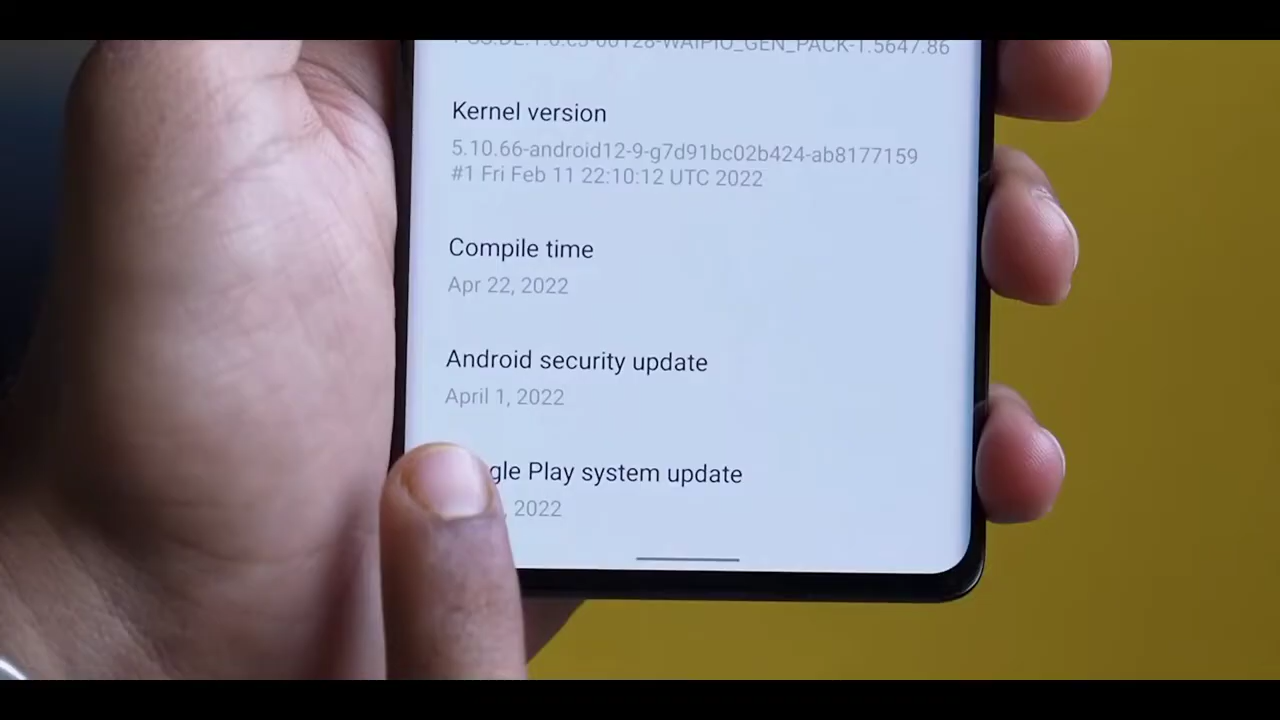 Kernel version
5.10.66-android12-9-g7d91bc02b424-ab8177159
#1 Fri Feb 11 22:10:12 UTC 2022
Compile time
Apr 22, 2022
Android security update
April 1, 2022
gle Play system update
, 2022